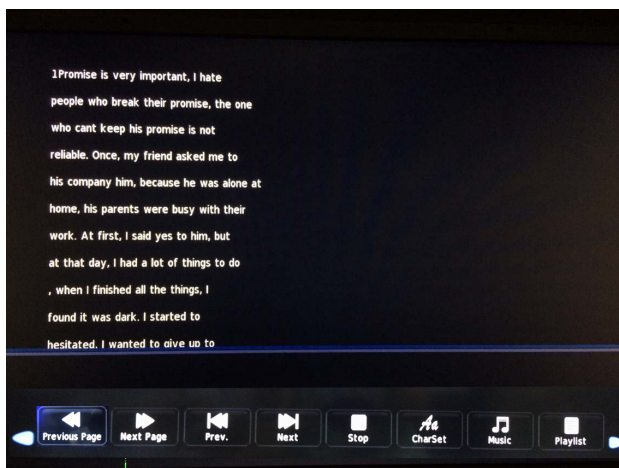 1Promise is very important, I hate
people who break their promise, the one
who cant keep his promise is not
reliable. Once, my friend asked me to
his company him, because he was alone at
home, his parents were busy with their
work. At first, I said yes to him, but
at that day, I had a lot of things to do
, when I finished all the things, I
found it was dark. I started to
hesitated. I wanted to give up to
Previous Page
Next Page
Prev.
Next
Stop
Aa
CharSet
Music
Playlist